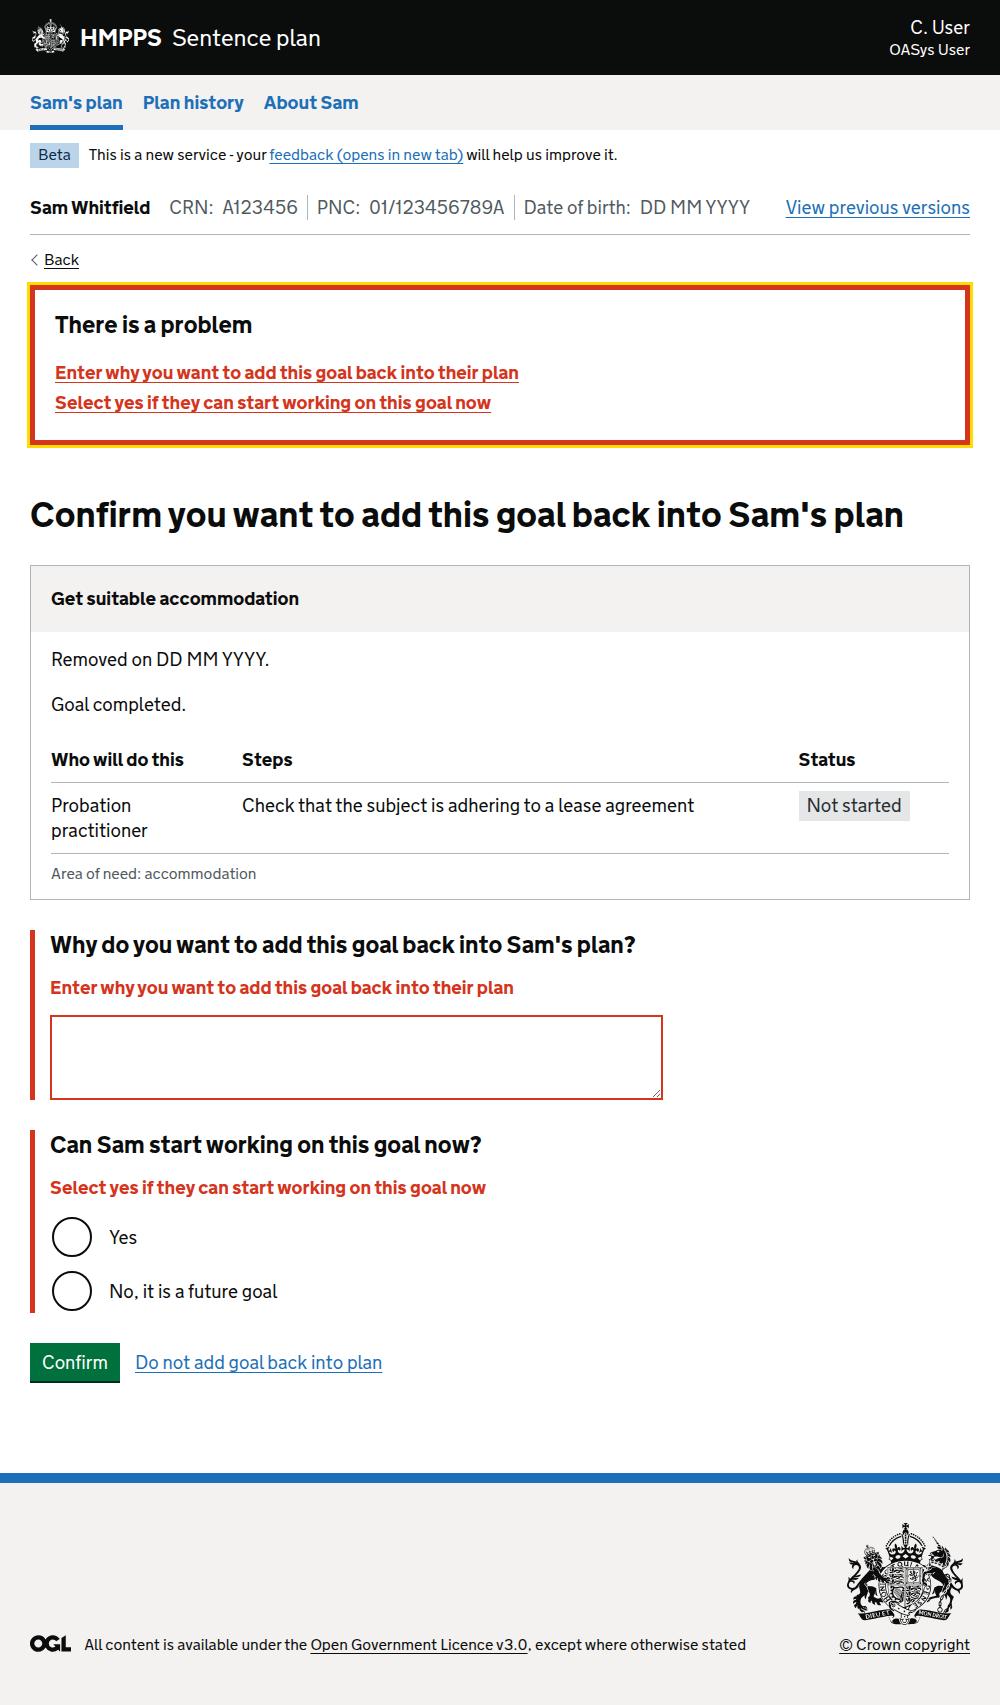 HMPPS Sentence plan
C. User
OASys User
Sam's plan Plan history About Sam
Beta This is a new service - your feedback (opens in new tab) will help us improve it.
Sam Whitfield CRN: A123456 PNC: 01/123456789A Date of birth: DD MM YYYY View previous versions
Back
There is a problem
Enter why you want to add this goal back into their plan
Select yes if they can start working on this goal now
Confirm you want to add this goal back into Sam's plan
Get suitable accommodation
Removed on DD MM YYYY.
Goal completed.
Who will do this Steps Status
Probation practitioner Check that the subject is adhering to a lease agreement Not started
Area of need: accommodation
Why do you want to add this goal back into Sam's plan?
Enter why you want to add this goal back into their plan
Can Sam start working on this goal now?
Select yes if they can start working on this goal now
Yes
No, it is a future goal
Confirm Do not add goal back into plan
DIEU ET MON DROIT
OGL All content is available under the Open Government Licence v3.0, except where otherwise stated
© Crown copyright